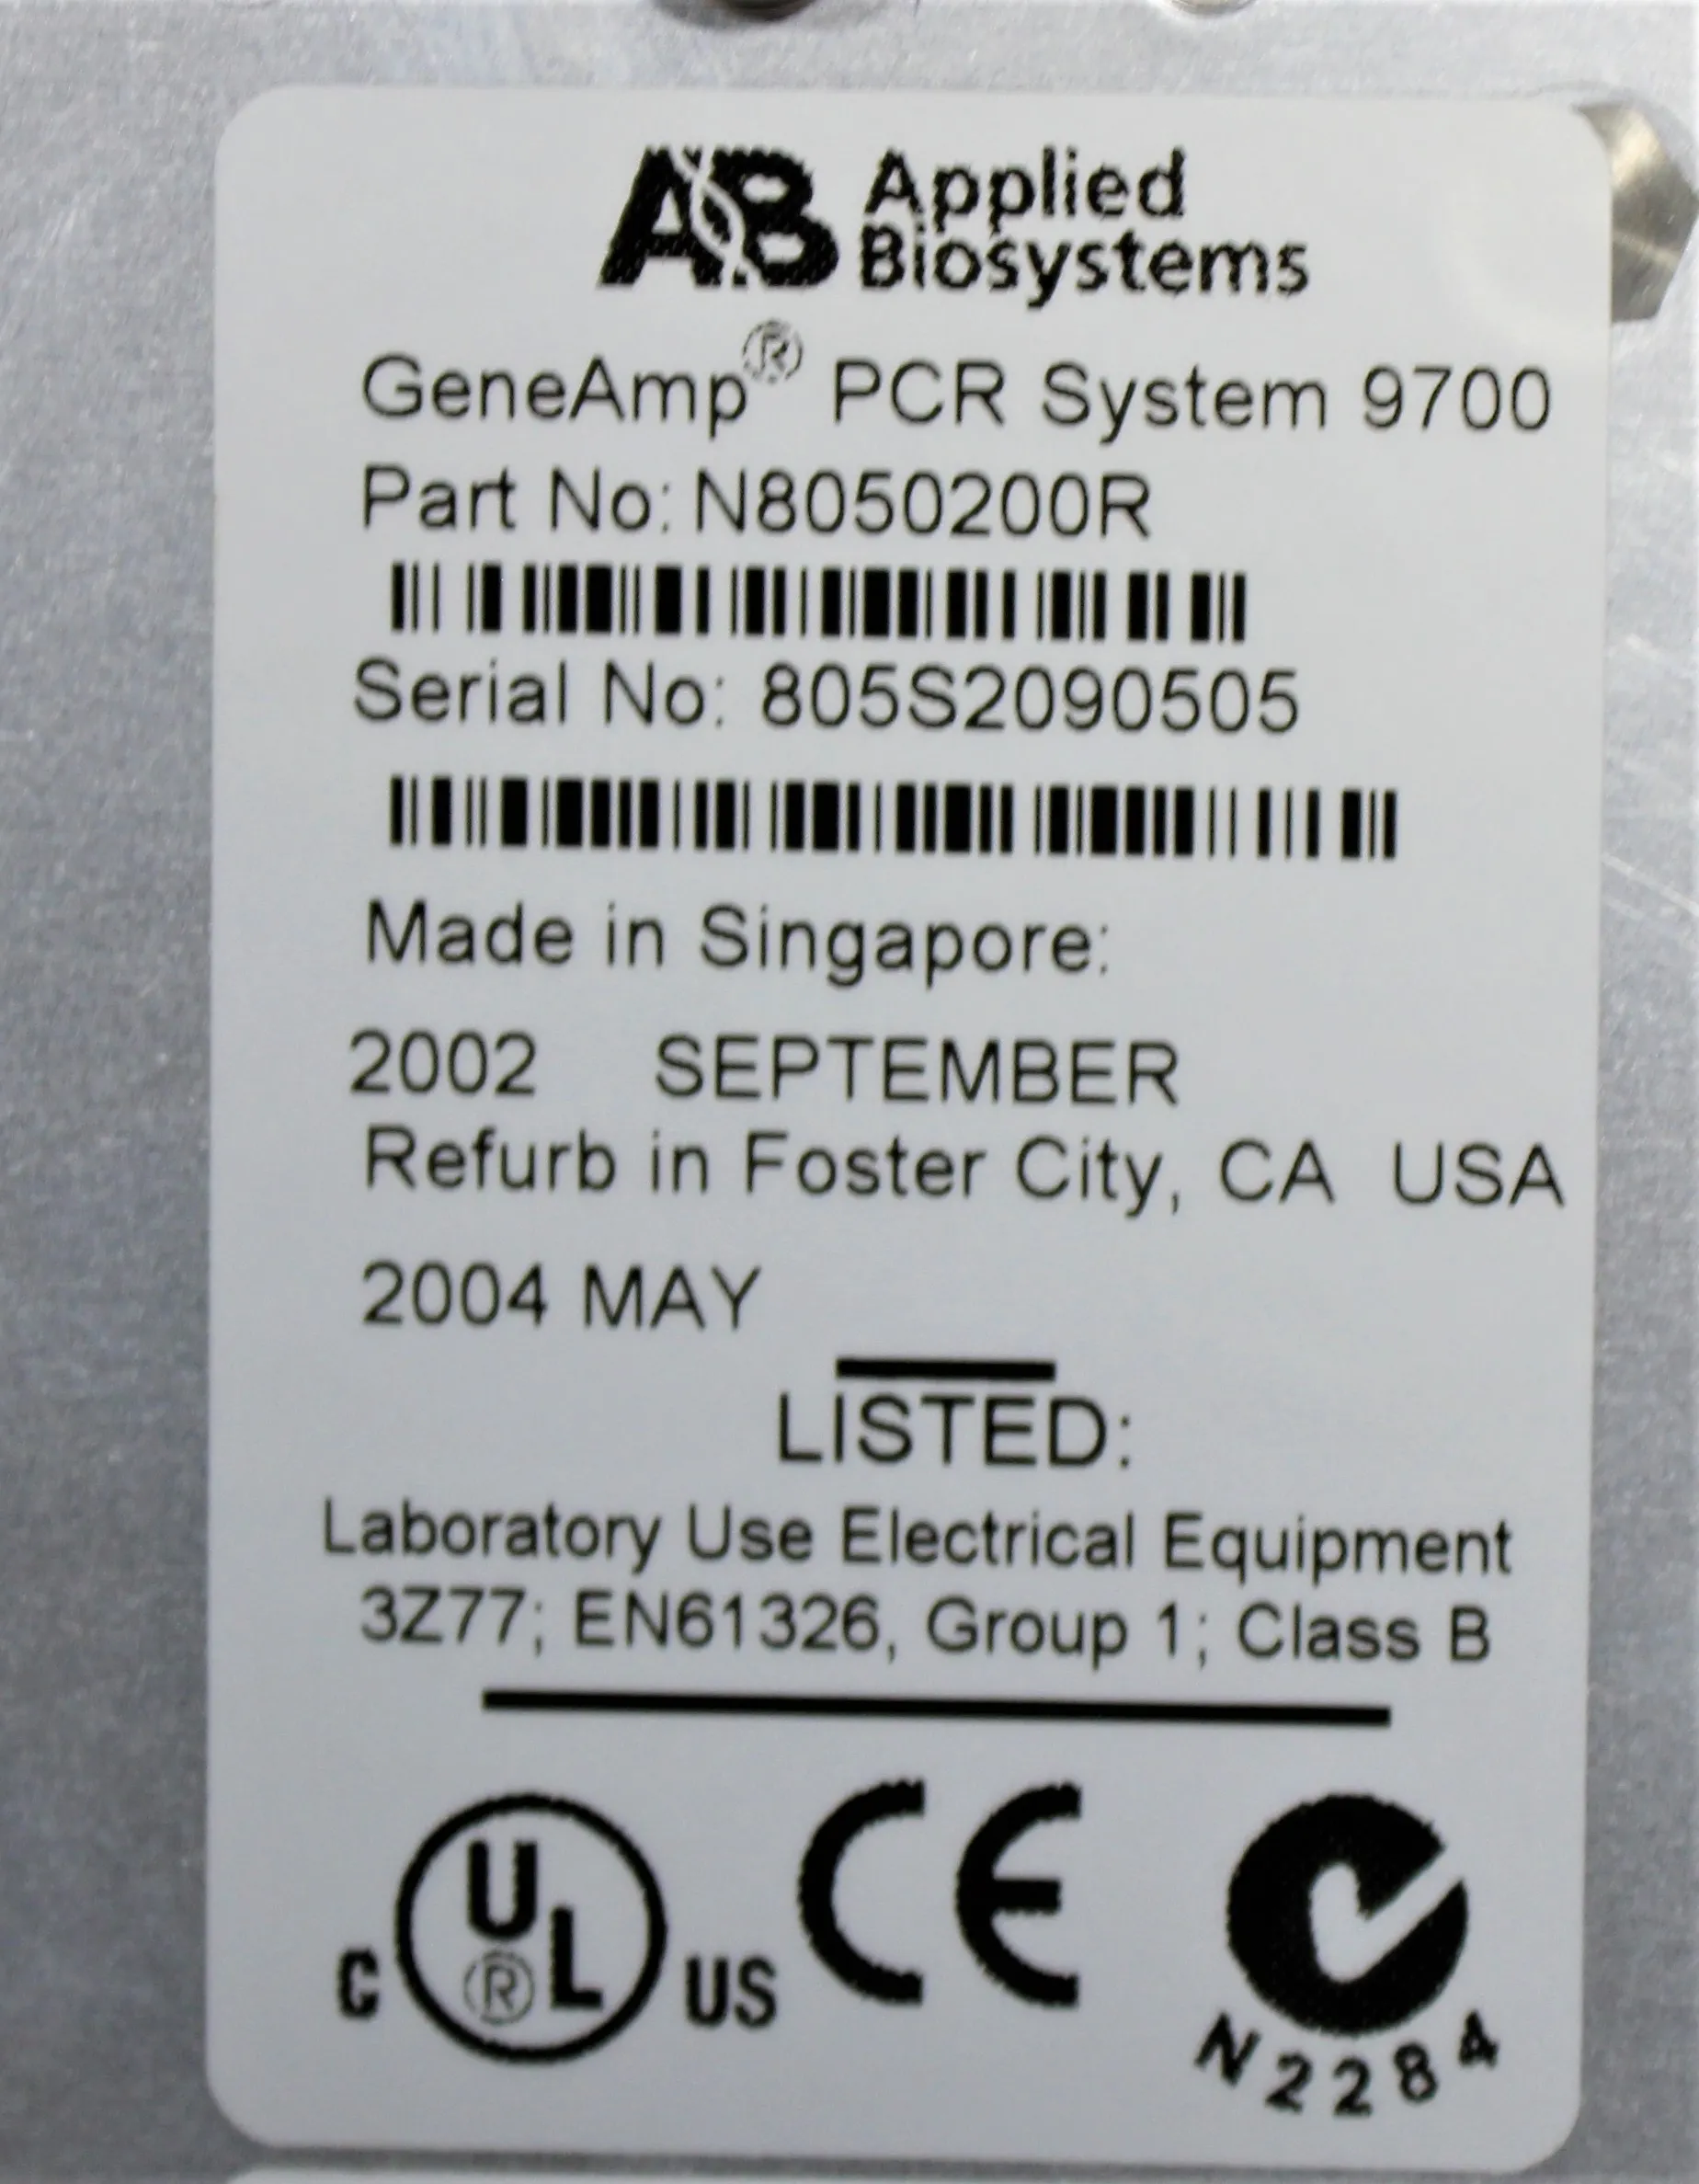 AB Applied
Biosystems
GeneAmp® PCR System 9700
Part No: N8050200R
Serial No: 805S2090505
Made in Singapore:
2002 SEPTEMBER
Refurb in Foster City, CA USA
2004 MAY
LISTED:
Laboratory Use Electrical Equipment
3Z77; EN61326, Group 1; Class B
C UL® US CE
N2284